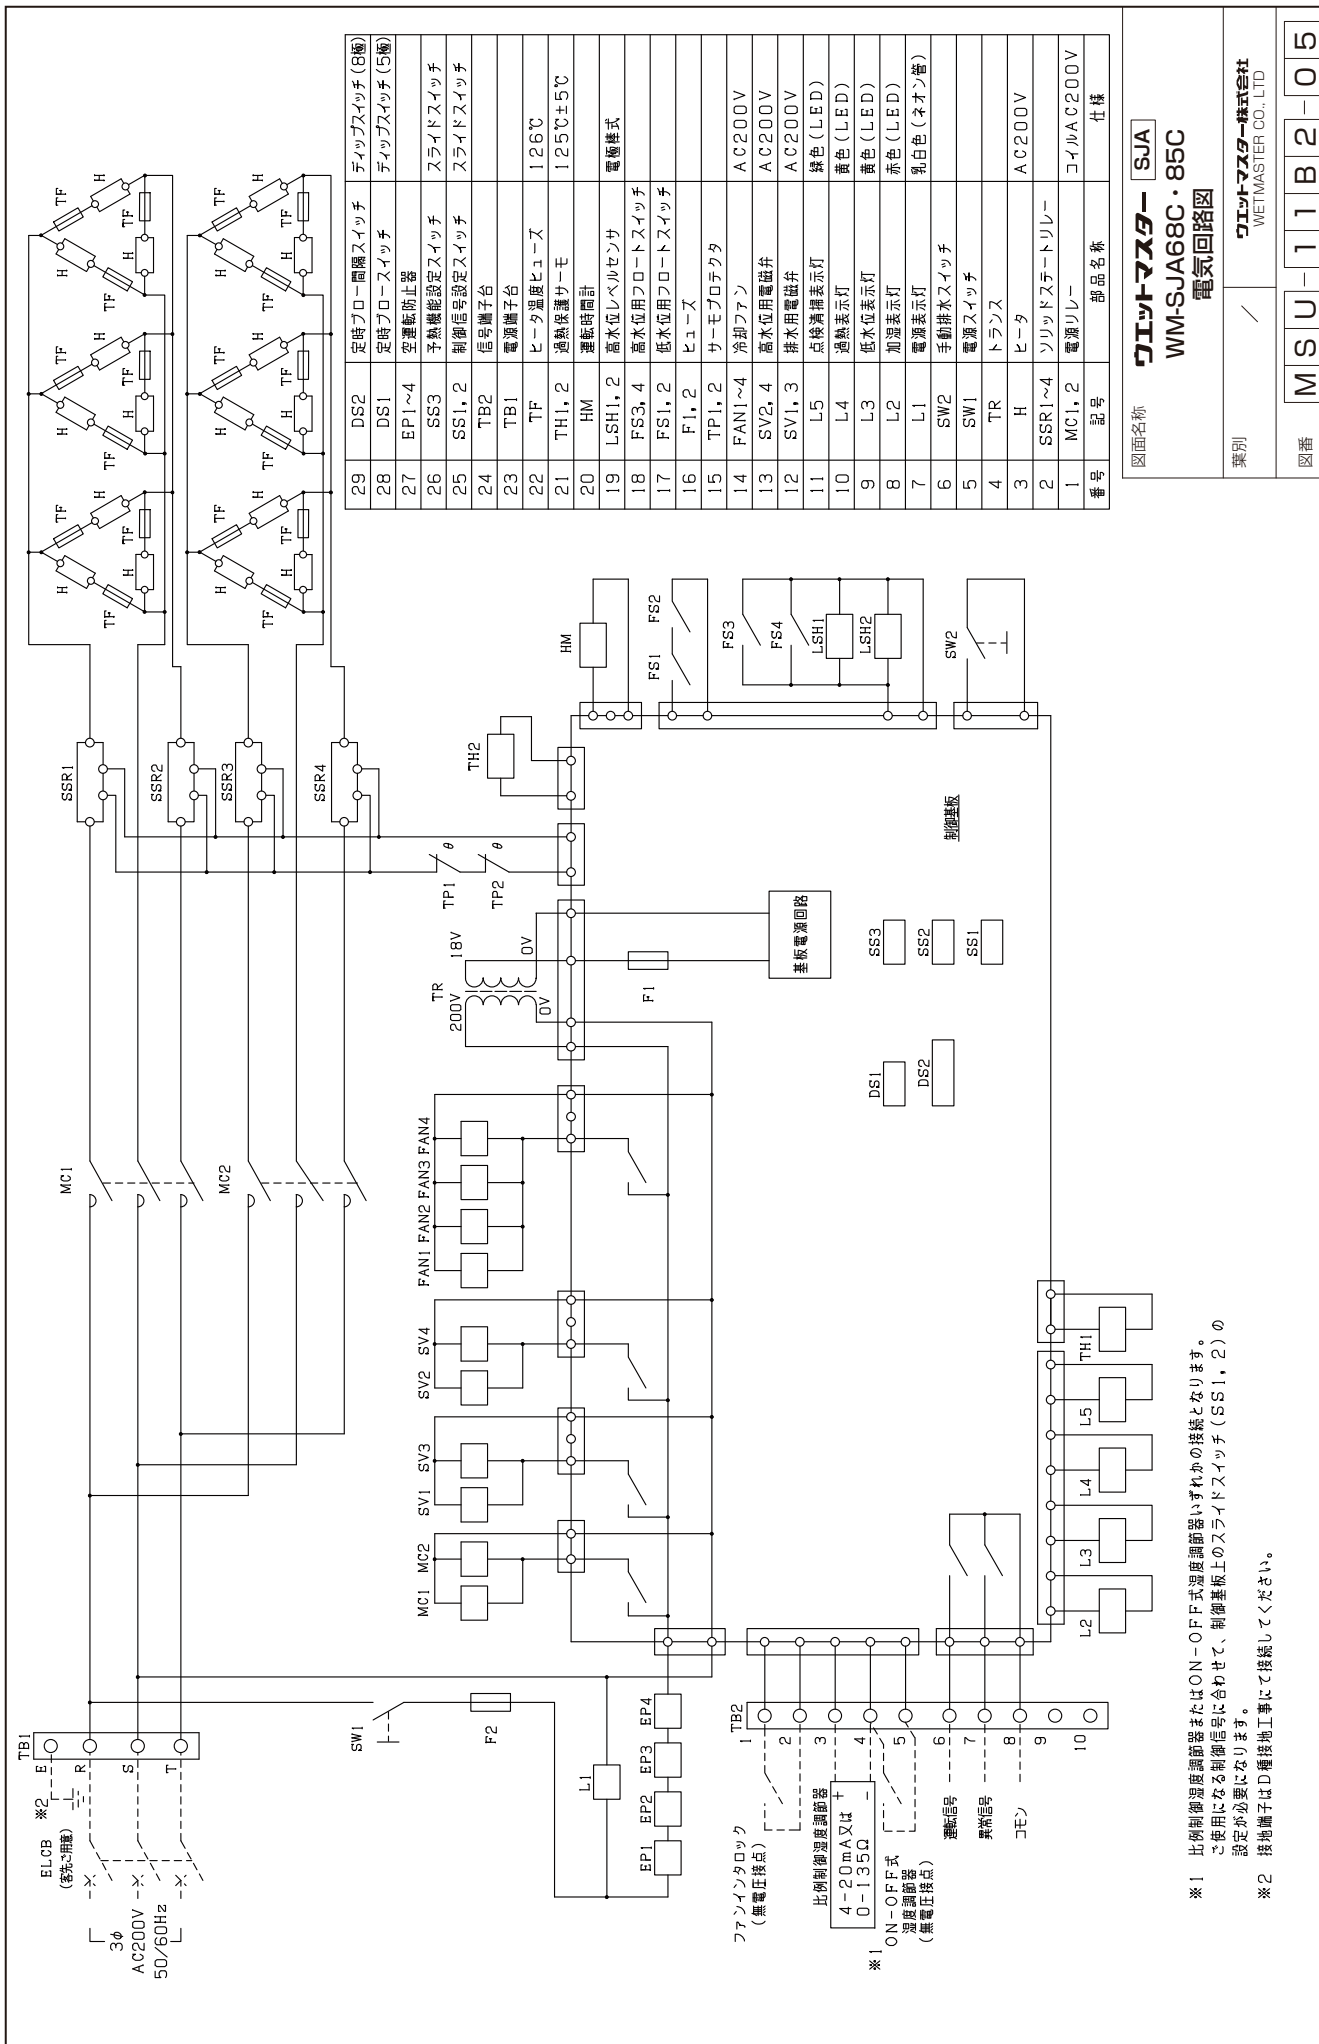 TB1
E
R
S
T
※2
ELCB
(客先ご用意)
3φ
AC200V
50/60Hz
MC1
MC2
SSR1
SSR2
SSR3
SSR4
H
TF
H
TF
H
TF
H
TF
H
TF
H
TF
H
TF
H
TF
H
TF
H
TF
H
TF
H
TF
H
TF
H
TF
H
TF
H
TF
H
TF
H
TF
SW1
F2
L1
EP1
EP2
EP3
EP4
MC1 MC2
SV1 SV3
SV2 SV4
FAN1 FAN2 FAN3 FAN4
TR
200V
18V
0V
0V
F1
基板電源回路
TP1
θ
TP2
θ
TH2
HM
FS1
FS2
FS3
FS4
LSH1
LSH2
SW2
制御基板
DS1
DS2
SS3
SS2
SS1
TB2
1
2
3
4
5
6
7
8
9
10
ファンインタロック
(無電圧接点)
比例制御湿度調節器
4-20mA又は
0-135Ω
+
−
※1
ON-OFF式
湿度調節器
(無電圧接点)
運転信号
異常信号
コモン
L2
L3
L4
L5
TH1
※1 比例制御湿度調節器またはON-OFF式湿度調節器いずれかの接続となります。
ご使用になる制御信号に合わせて、制御基板上のスライドスイッチ(SS1,2)の
設定が必要になります。
※2 接地端子はD種接地工事にて接続してください。
29 DS2 定時ブロー間隔スイッチ ディップスイッチ(8極)
28 DS1 定時ブロースイッチ ディップスイッチ(5極)
27 EP1~4 空運転防止器
26 SS3 予熱機能設定スイッチ スライドスイッチ
25 SS1,2 制御信号設定スイッチ スライドスイッチ
24 TB2 信号端子台
23 TB1 電源端子台
22 TF ヒータ温度ヒューズ 126℃
21 TH1,2 過熱保護サーモ 125℃±5℃
20 HM 運転時間計
19 LSH1,2 高水位レベルセンサ 電極棒式
18 FS3,4 高水位用フロートスイッチ
17 FS1,2 低水位用フロートスイッチ
16 F1,2 ヒューズ
15 TP1,2 サーモプロテクタ
14 FAN1~4 冷却ファン AC200V
13 SV2,4 高水位用電磁弁 AC200V
12 SV1,3 排水用電磁弁 AC200V
11 L5 点検清掃表示灯 緑色(LED)
10 L4 過熱表示灯 黄色(LED)
9 L3 低水位表示灯 黄色(LED)
8 L2 加湿表示灯 赤色(LED)
7 L1 電源表示灯 乳白色(ネオン管)
6 SW2 手動排水スイッチ
5 SW1 電源スイッチ
4 TR トランス
3 H ヒータ AC200V
2 SSR1~4 ソリッドステートリレー
1 MC1,2 電源リレー コイルAC200V
番号 記号 部品名称 仕様
図面名称
ウエットマスター SJA
WM-SJA68C・85C
電気回路図
葉別
/
ウエットマスター株式会社
WETMASTER CO., LTD
図番
MSU-11B2-05